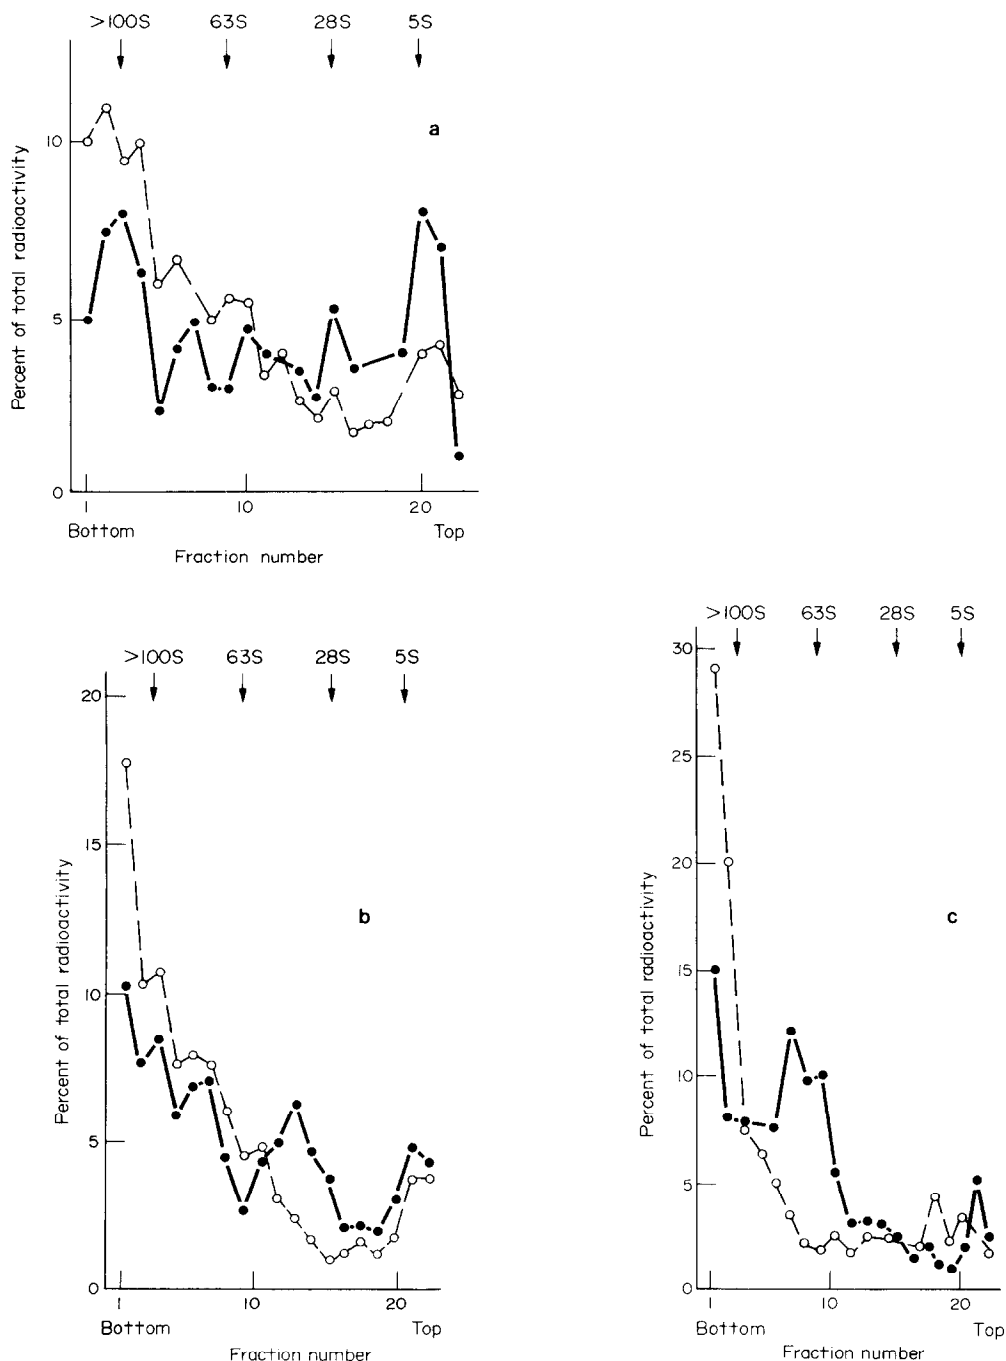 >100S 63S 28S 5S
a
10
5
0
Percent of total radioactivity
1 10 20
Bottom Top
Fraction number
>100S 63S 28S 5S
20
15
10
5
0
Percent of total radioactivity
b
1 10 20
Bottom Top
Fraction number
>100S 63S 28S 5S
30
25
20
15
10
5
0
Percent of total radioactivity
c
1 10 20
Bottom Top
Fraction number